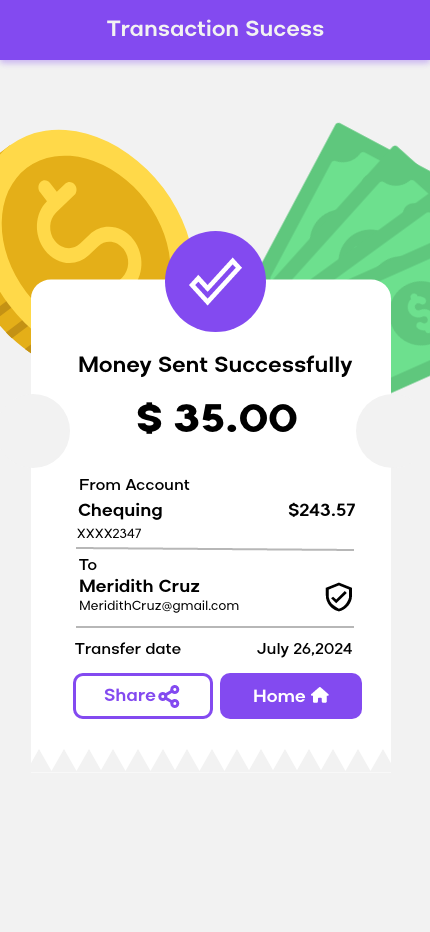 Transaction Sucess
Money Sent Successfully
$ 35.00
From Account
Chequing $243.57
XXXX2347
To
Meridith Cruz
MeridithCruz@gmail.com
Transfer date July 26,2024
Share Home